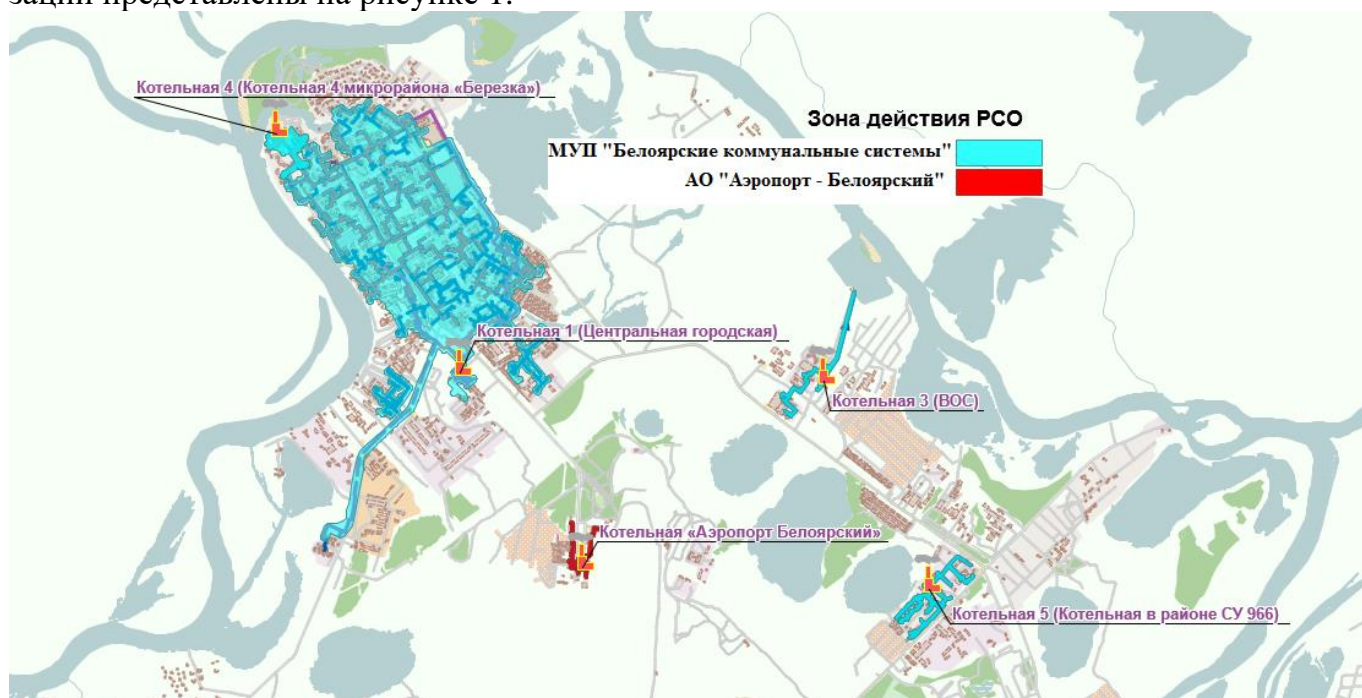 зации представлены на рисунке 1.
Котельная 4 (Котельная 4 микрорайона «Березка»)
Зона действия РСО
МУП "Белоярские коммунальные системы"
АО "Аэропорт - Белоярский"
Котельная 1 (Центральная городская)
Котельная 3 (ВОС)
Котельная «Аэропорт Белоярский»
Котельная 5 (Котельная в районе СУ 966)